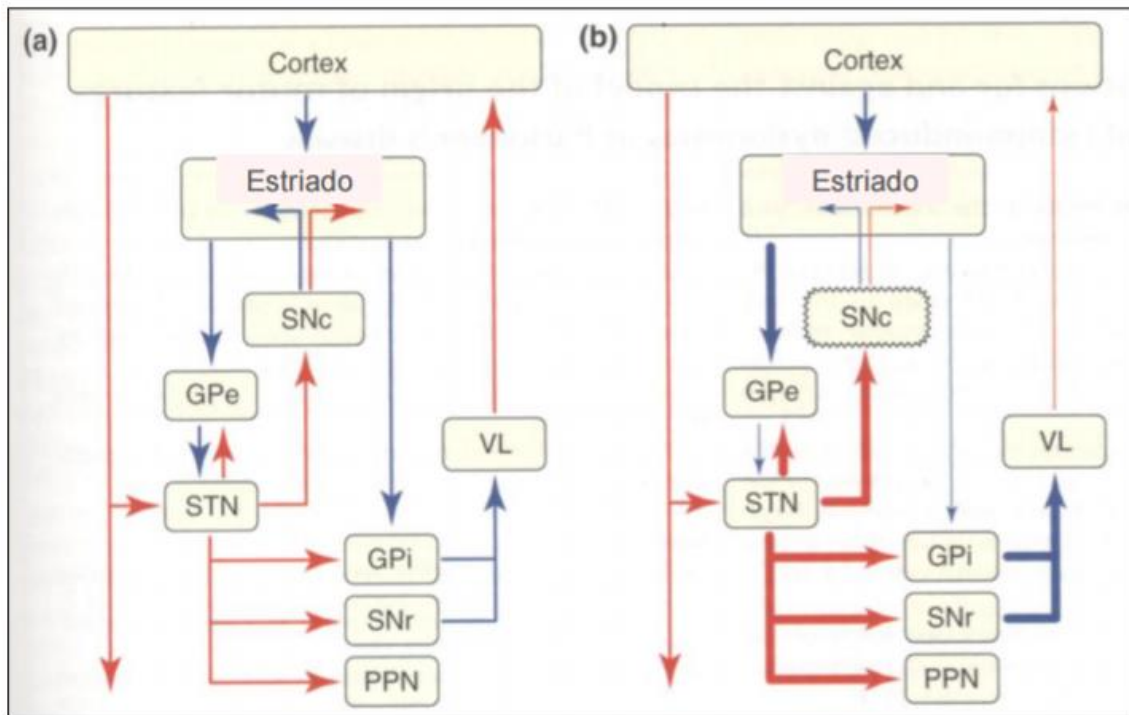 (a)
Cortex
Estriado
SNc
GPe
VL
STN
GPi
SNr
PPN
(b)
Cortex
Estriado
SNc
GPe
VL
STN
GPi
SNr
PPN